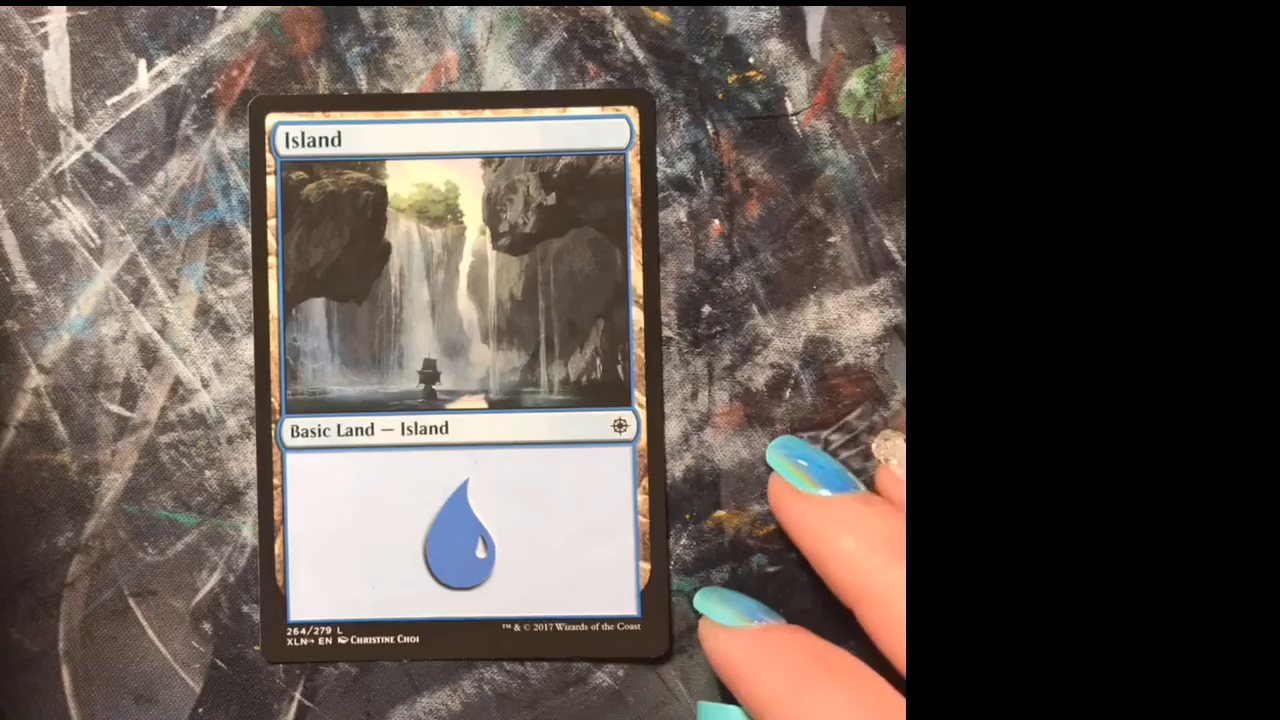 Island
Basic Land — Island
264/279 L
XLN → EN Christine Choi
™ & © 2017 Wizards of the Coast